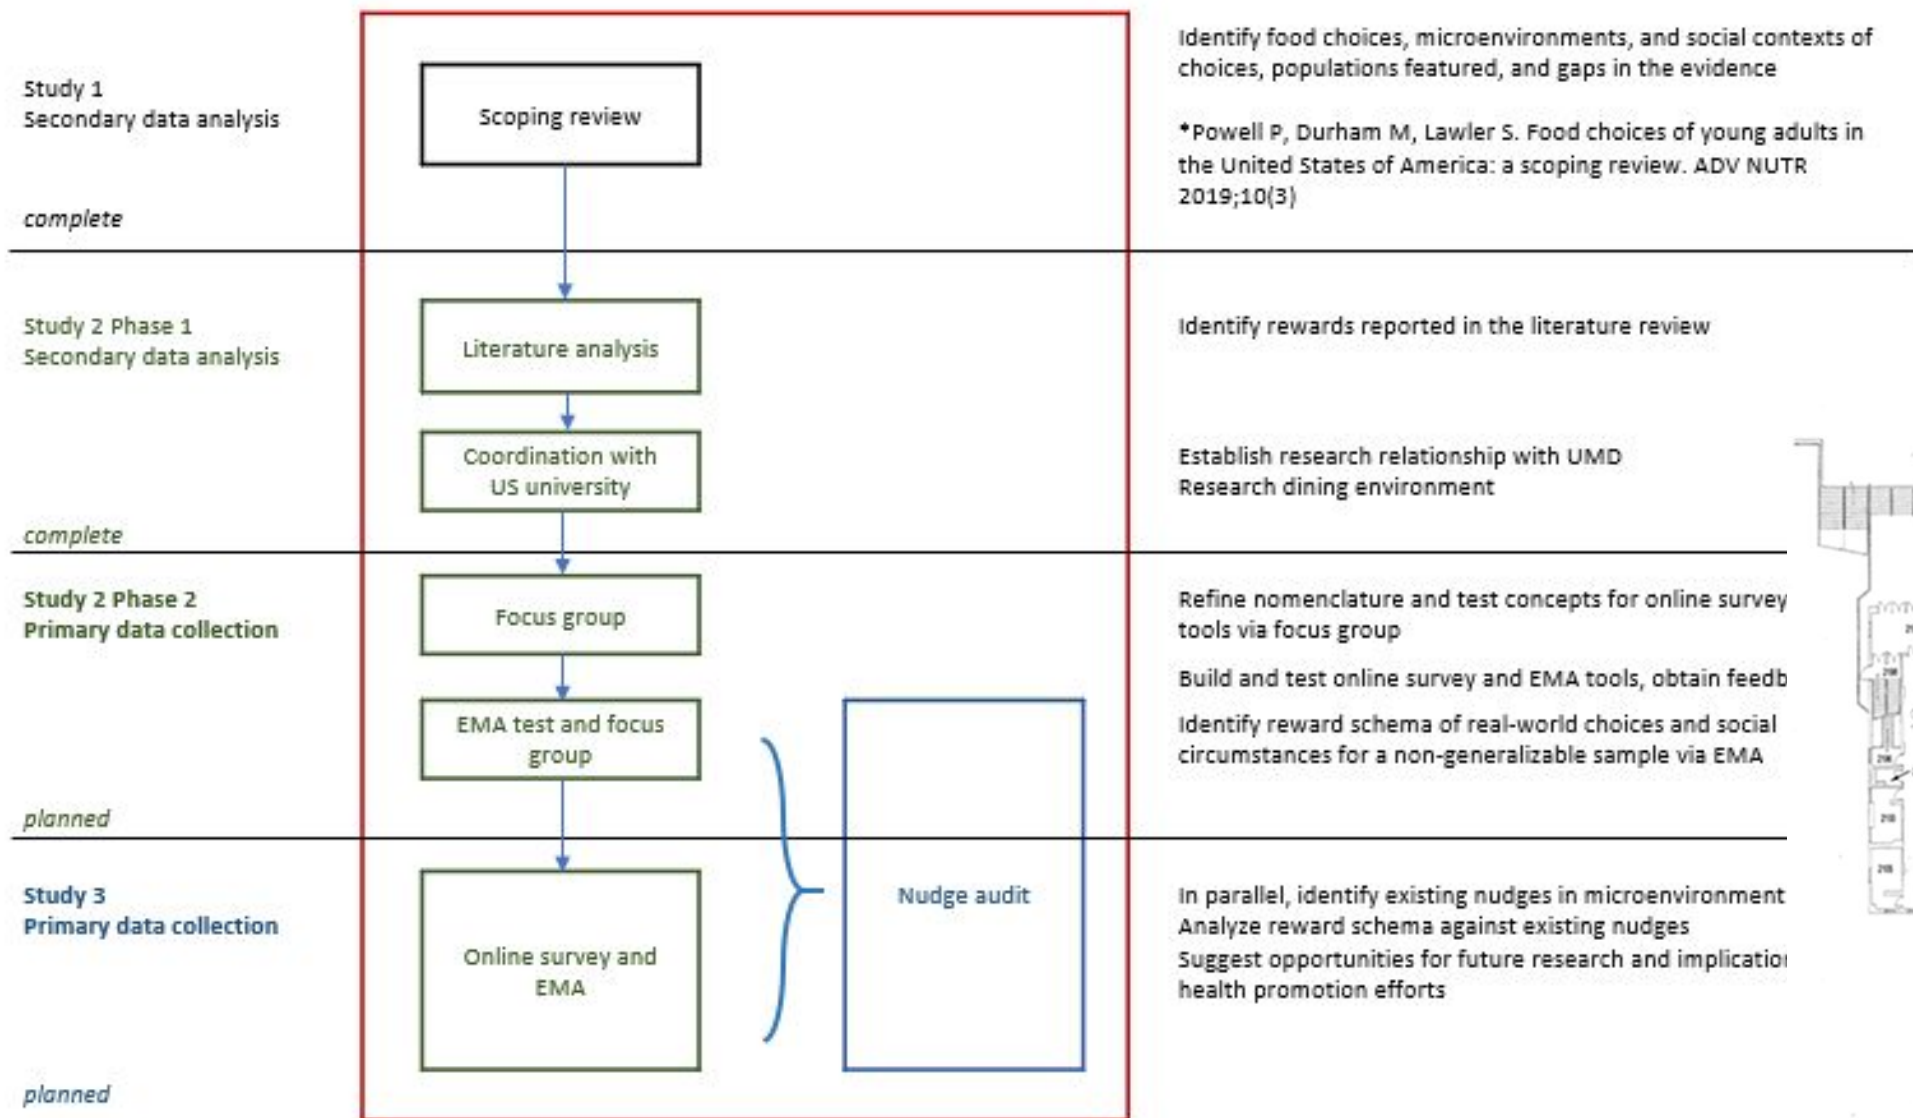 Study 1
Secondary data analysis
complete
Scoping review
Identify food choices, microenvironments, and social contexts of
choices, populations featured, and gaps in the evidence
*Powell P, Durham M, Lawler S. Food choices of young adults in
the United States of America: a scoping review. ADV NUTR
2019;10(3)
Study 2 Phase 1
Secondary data analysis
complete
Literature analysis
Coordination with
US university
Identify rewards reported in the literature review
Establish research relationship with UMD
Research dining environment
Study 2 Phase 2
Primary data collection
planned
Focus group
EMA test and focus
group
Refine nomenclature and test concepts for online survey
tools via focus group
Build and test online survey and EMA tools, obtain feedb
Identify reward schema of real-world choices and social
circumstances for a non-generalizable sample via EMA
Study 3
Primary data collection
planned
Online survey and
EMA
Nudge audit
In parallel, identify existing nudges in microenvironment
Analyze reward schema against existing nudges
Suggest opportunities for future research and implication
health promotion efforts